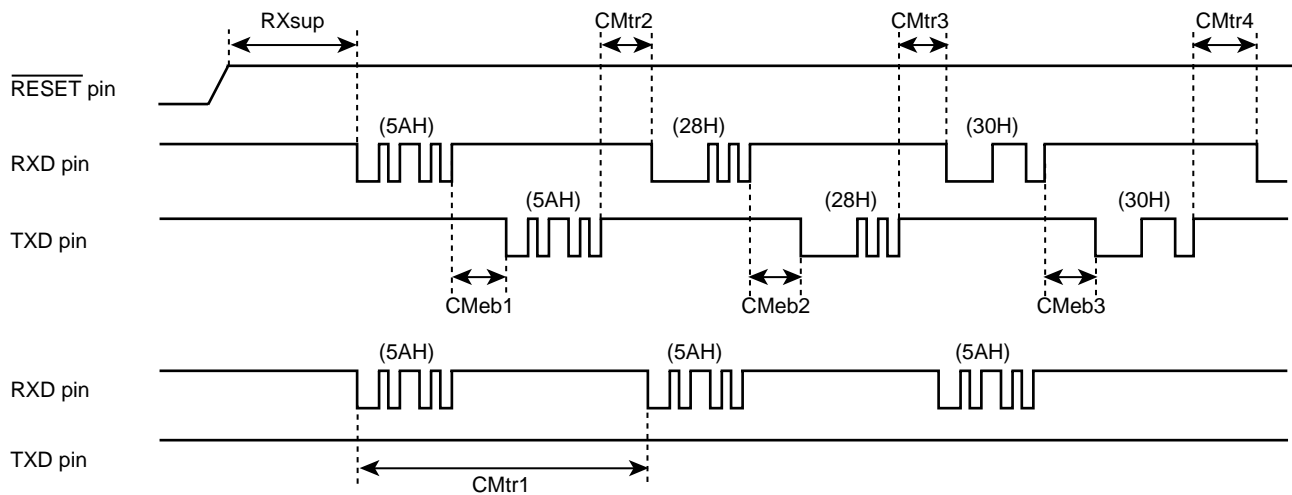 RXsup CMtr2 CMtr3 CMtr4
RESET pin
(5AH) (28H) (30H)
RXD pin
(5AH) (28H) (30H)
TXD pin
CMeb1 CMeb2 CMeb3
(5AH) (5AH) (5AH)
RXD pin
TXD pin
CMtr1